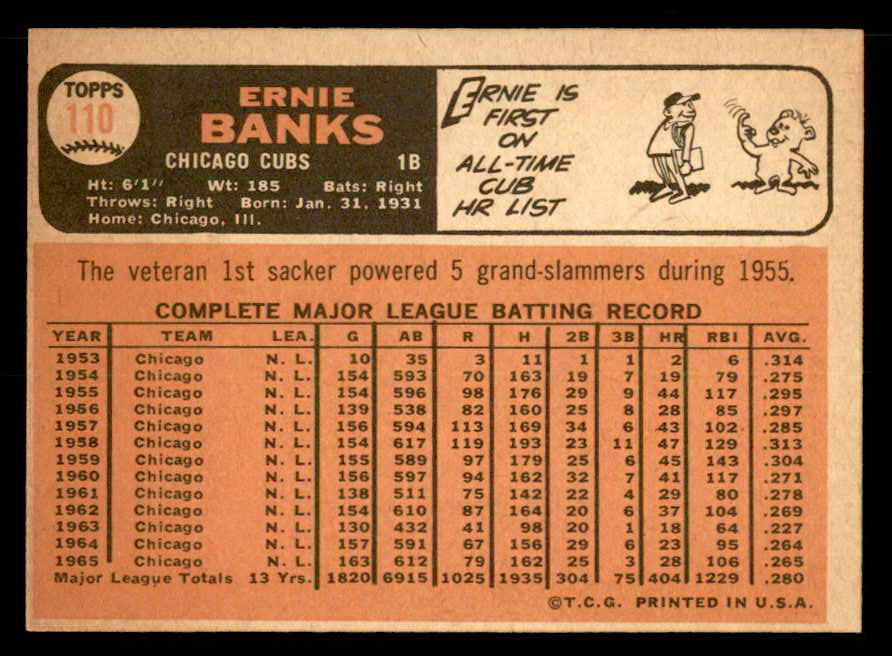 TOPPS
110
ERNIE
BANKS
CHICAGO CUBS 1B
Ht: 6'1" Wt: 185 Bats: Right
Throws: Right Born: Jan. 31, 1931
Home: Chicago, Ill.
ERNIE IS
FIRST
ON
ALL-TIME
CUB
HR LIST
The veteran 1st sacker powered 5 grand-slammers during 1955.
COMPLETE MAJOR LEAGUE BATTING RECORD
YEAR TEAM LEA. G AB R H 2B 3B HR RBI AVG.
1953 Chicago N. L. 10 35 3 11 1 1 2 6 .314
1954 Chicago N. L. 154 593 70 163 19 7 19 79 .275
1955 Chicago N. L. 154 596 98 176 29 9 44 117 .295
1956 Chicago N. L. 139 538 82 160 25 8 28 85 .297
1957 Chicago N. L. 156 594 113 169 34 6 43 102 .285
1958 Chicago N. L. 154 617 119 193 23 11 47 129 .313
1959 Chicago N. L. 155 589 97 179 25 6 45 143 .304
1960 Chicago N. L. 156 597 94 162 32 7 41 117 .271
1961 Chicago N. L. 138 511 75 142 22 4 29 80 .278
1962 Chicago N. L. 154 610 87 164 20 6 37 104 .269
1963 Chicago N. L. 130 432 41 98 20 1 18 64 .227
1964 Chicago N. L. 157 591 67 156 29 6 23 95 .264
1965 Chicago N. L. 163 612 79 162 25 3 28 106 .265
Major League Totals 13 Yrs. 1820 6915 1025 1935 304 75 404 1229 .280
©T.C.G. PRINTED IN U.S.A.